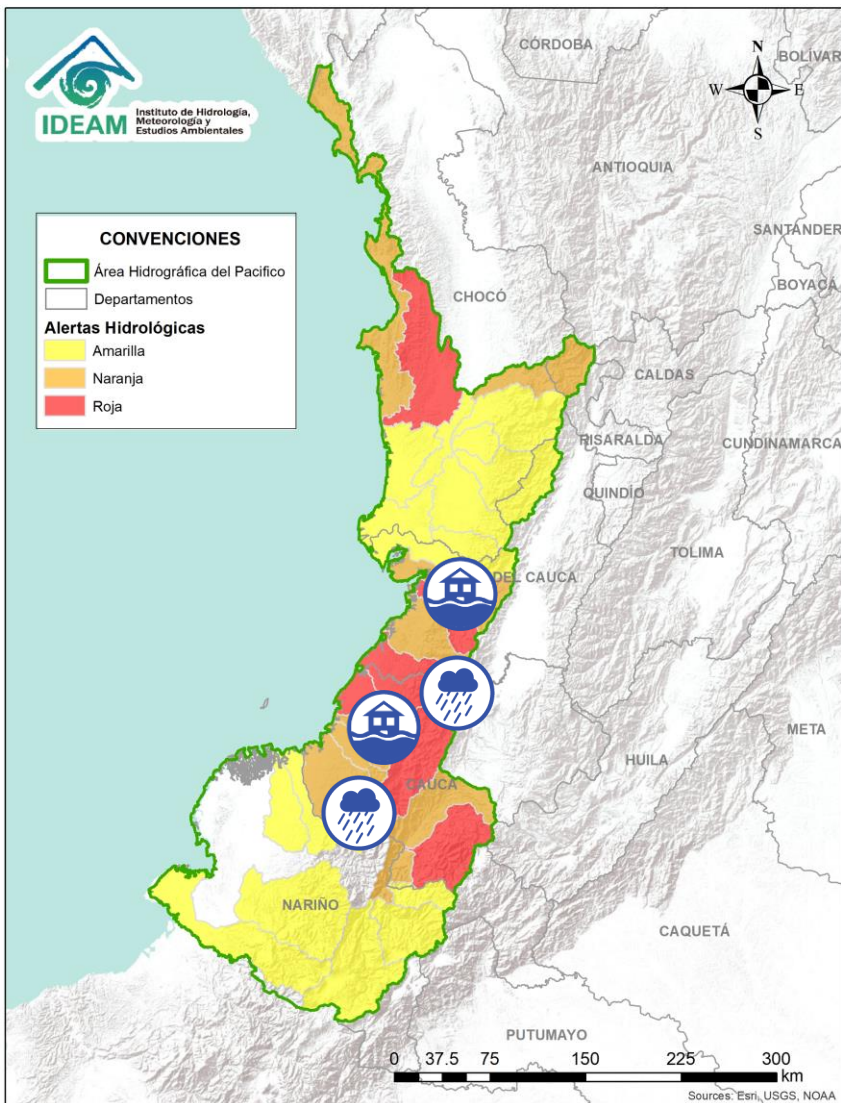 IDEAM
Instituto de Hidrología,
Meteorología y
Estudios Ambientales
CÓRDOBA
BOLÍVAR
N
W
E
S
ANTIOQUIA
SANTANDER
BOYACÁ
CONVENCIONES
Área Hidrográfica del Pacifico
Departamentos
Alertas Hidrológicas
Amarilla
Naranja
Roja
CHOCÓ
CALDAS
RISARALDA
CUNDINAMARCA
QUINDÍO
TOLIMA
DEL CAUCA
META
HUILA
CAUCA
NARIÑO
CAQUETÁ
PUTUMAYO
0 37.5 75 150 225 300
km
Sources: Esri, USGS, NOAA